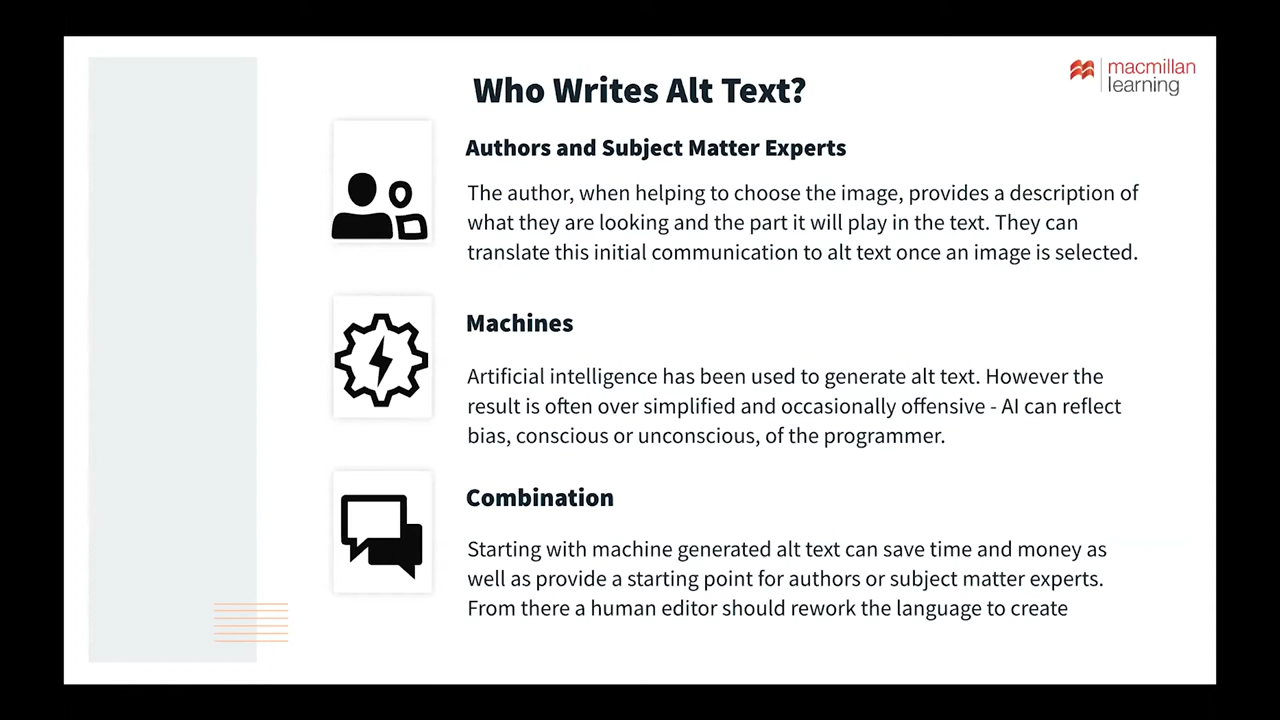 Who Writes Alt Text?
macmillan
learning
Authors and Subject Matter Experts
The author, when helping to choose the image, provides a description of
what they are looking and the part it will play in the text. They can
translate this initial communication to alt text once an image is selected.
Machines
Artificial intelligence has been used to generate alt text. However the
result is often over simplified and occasionally offensive - AI can reflect
bias, conscious or unconscious, of the programmer.
Combination
Starting with machine generated alt text can save time and money as
well as provide a starting point for authors or subject matter experts.
From there a human editor should rework the language to create